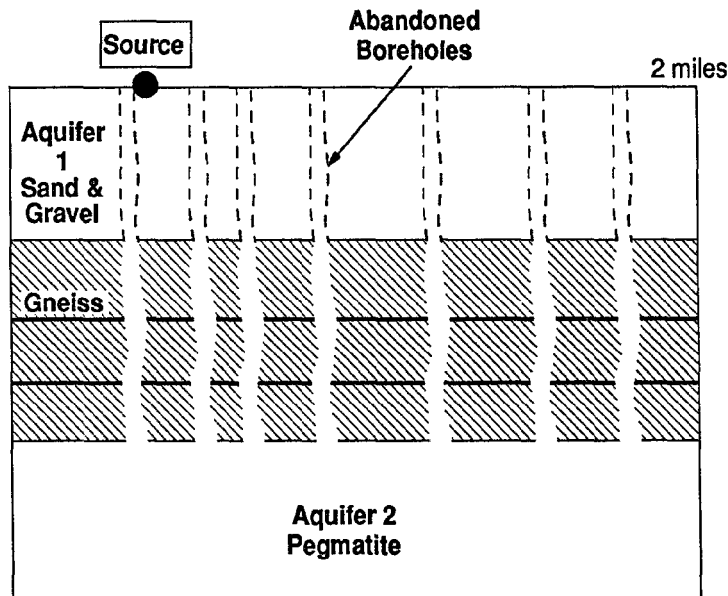 Source
Abandoned
Boreholes
2 miles
Aquifer
1
Sand &
Gravel
Gneiss
Aquifer 2
Pegmatite